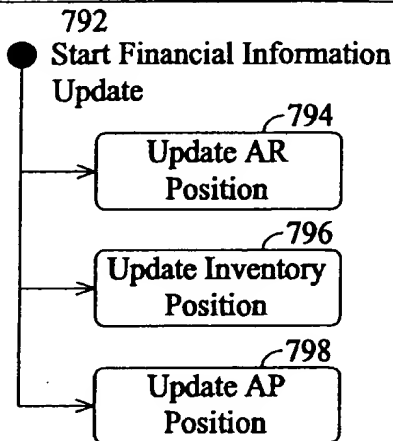 792
Start Financial Information
Update
794
Update AR
Position
796
Update Inventory
Position
798
Update AP
Position